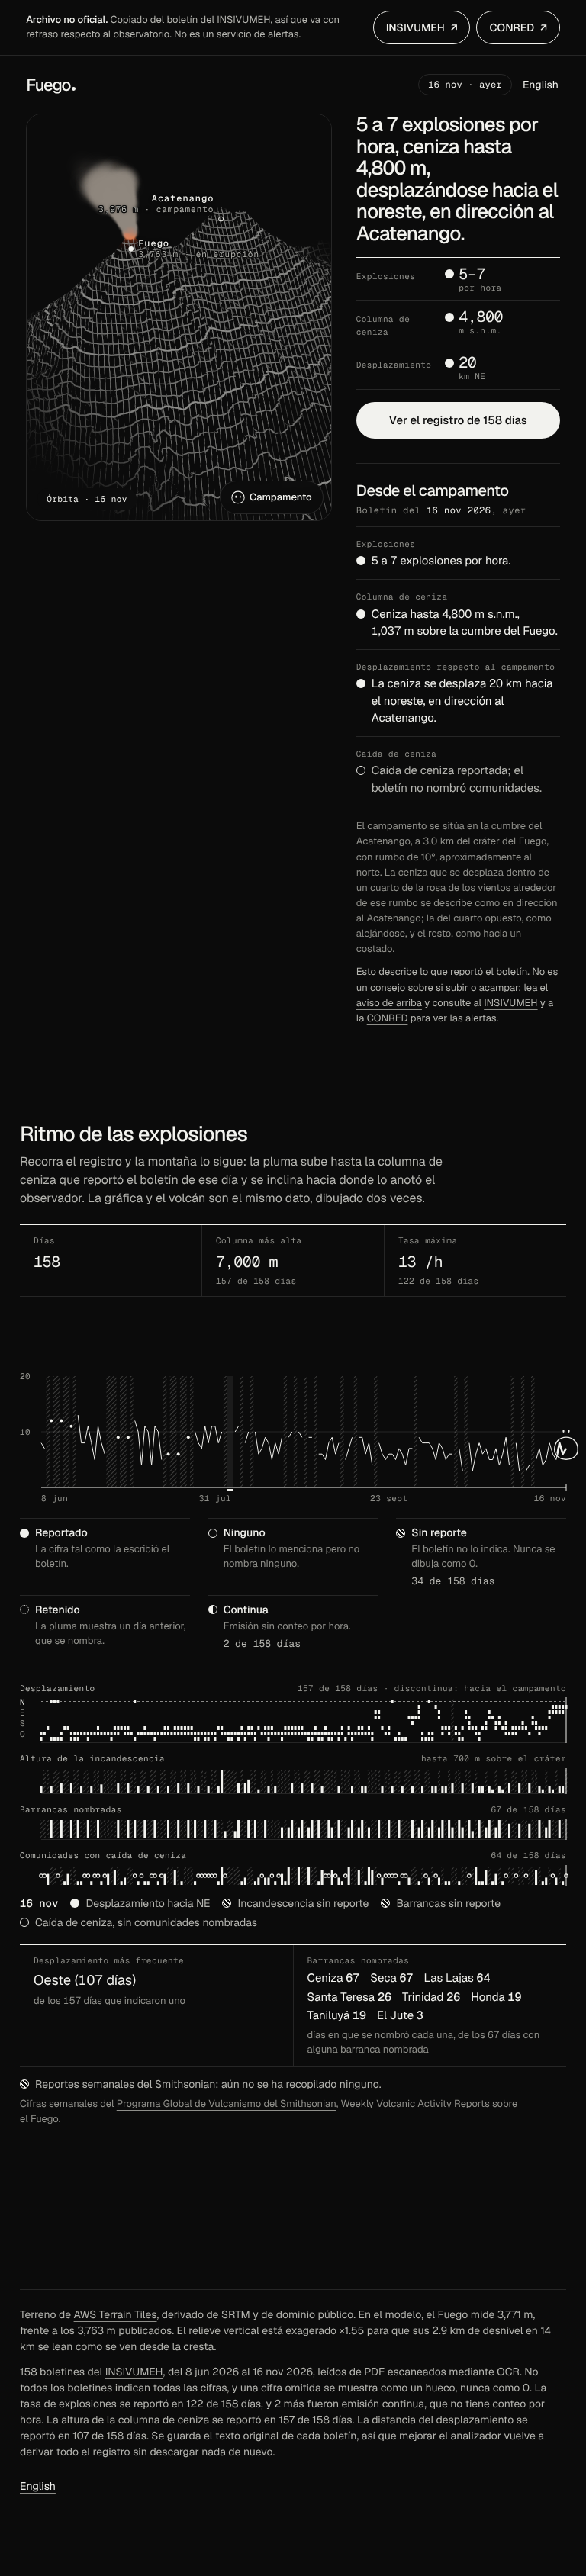 Archivo no oficial. Copiado del boletín del INSIVUMEH, así que va con
retraso respecto al observatorio. No es un servicio de alertas.
INSIVUMEH ↗
CONRED ↗
Fuego.
16 nov · ayer
English
Acatenango
3,976 m · campamento
Fuego
3,763 m · en erupción
Órbita · 16 nov
Campamento
5 a 7 explosiones por
hora, ceniza hasta
4,800 m,
desplazándose hacia el
noreste, en dirección al
Acatenango.
Explosiones
5–7
por hora
Columna de
ceniza
4,800
m s.n.m.
Desplazamiento
20
km NE
Ver el registro de 158 días
Desde el campamento
Boletín del 16 nov 2026, ayer
Explosiones
5 a 7 explosiones por hora.
Columna de ceniza
Ceniza hasta 4,800 m s.n.m.,
1,037 m sobre la cumbre del Fuego.
Desplazamiento respecto al campamento
La ceniza se desplaza 20 km hacia
el noreste, en dirección al
Acatenango.
Caída de ceniza
Caída de ceniza reportada; el
boletín no nombró comunidades.
El campamento se sitúa en la cumbre del
Acatenango, a 3.0 km del cráter del Fuego,
con rumbo de 10°, aproximadamente al
norte. La ceniza que se desplaza dentro de
un cuarto de la rosa de los vientos alrededor
de ese rumbo se describe como en dirección
al Acatenango; la del cuarto opuesto, como
alejándose, y el resto, como hacia un
costado.
Esto describe lo que reportó el boletín. No es
un consejo sobre si subir o acampar: lea el
aviso de arriba y consulte al INSIVUMEH y a
la CONRED para ver las alertas.
Ritmo de las explosiones
Recorra el registro y la montaña lo sigue: la pluma sube hasta la columna de
ceniza que reportó el boletín de ese día y se inclina hacia donde lo anotó el
observador. La gráfica y el volcán son el mismo dato, dibujado dos veces.
Días
158
Columna más alta
7,000 m
157 de 158 días
Tasa máxima
13 /h
122 de 158 días
20
10
8 jun
31 jul
23 sept
16 nov
Reportado
La cifra tal como la escribió el
boletín.
Ninguno
El boletín lo menciona pero no
nombra ninguno.
Sin reporte
El boletín no lo indica. Nunca se
dibuja como 0.
34 de 158 días
Retenido
La pluma muestra un día anterior,
que se nombra.
Continua
Emisión sin conteo por hora.
2 de 158 días
Desplazamiento
157 de 158 días · discontinua: hacia el campamento
N
E
S
O
Altura de la incandescencia
hasta 700 m sobre el cráter
Barrancas nombradas
67 de 158 días
Comunidades con caída de ceniza
64 de 158 días
16 nov
Desplazamiento hacia NE
Incandescencia sin reporte
Barrancas sin reporte
Caída de ceniza, sin comunidades nombradas
Desplazamiento más frecuente
Oeste (107 días)
de los 157 días que indicaron uno
Barrancas nombradas
Ceniza 67 Seca 67 Las Lajas 64
Santa Teresa 26 Trinidad 26 Honda 19
Taniluyá 19 El Jute 3
días en que se nombró cada una, de los 67 días con
alguna barranca nombrada
Reportes semanales del Smithsonian: aún no se ha recopilado ninguno.
Cifras semanales del Programa Global de Vulcanismo del Smithsonian, Weekly Volcanic Activity Reports sobre
el Fuego.
Terreno de AWS Terrain Tiles, derivado de SRTM y de dominio público. En el modelo, el Fuego mide 3,771 m,
frente a los 3,763 m publicados. El relieve vertical está exagerado ×1.55 para que sus 2.9 km de desnivel en 14
km se lean como se ven desde la cresta.
158 boletines del INSIVUMEH, del 8 jun 2026 al 16 nov 2026, leídos de PDF escaneados mediante OCR. No
todos los boletines indican todas las cifras, y una cifra omitida se muestra como un hueco, nunca como 0. La
tasa de explosiones se reportó en 122 de 158 días, y 2 más fueron emisión continua, que no tiene conteo por
hora. La altura de la columna de ceniza se reportó en 157 de 158 días. La distancia del desplazamiento se
reportó en 107 de 158 días. Se guarda el texto original de cada boletín, así que mejorar el analizador vuelve a
derivar todo el registro sin descargar nada de nuevo.
English